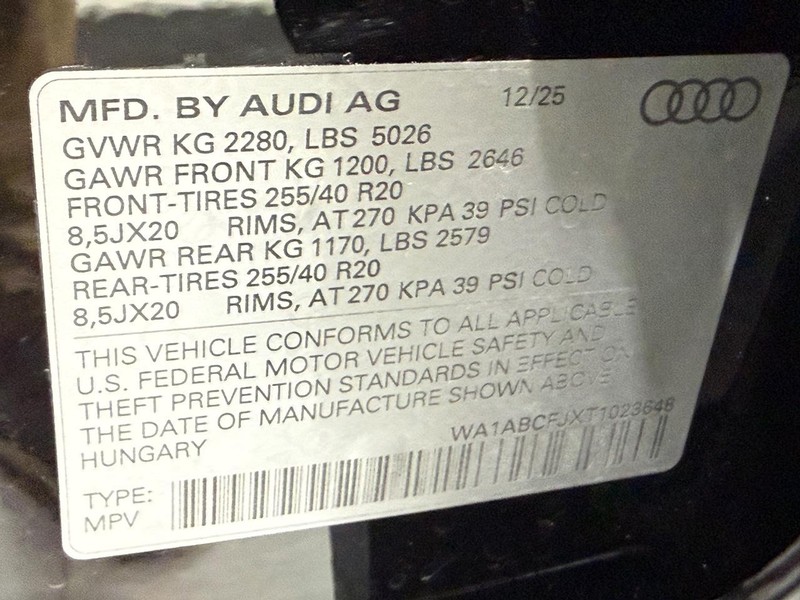 MFD. BY AUDI AG 12/25
GVWR KG 2280, LBS 5026
GAWR FRONT KG 1200, LBS 2646
FRONT-TIRES 255/40 R20
8,5JX20 RIMS, AT 270 KPA 39 PSI COLD
GAWR REAR KG 1170, LBS 2579
REAR-TIRES 255/40 R20
8,5JX20 RIMS, AT 270 KPA 39 PSI COLD
THIS VEHICLE CONFORMS TO ALL APPLICABLE
U.S. FEDERAL MOTOR VEHICLE SAFETY AND
THEFT PREVENTION STANDARDS IN EFFECT ON
THE DATE OF MANUFACTURE SHOWN ABOVE
HUNGARY WA1ABCFJXT1023648
TYPE:
MPV